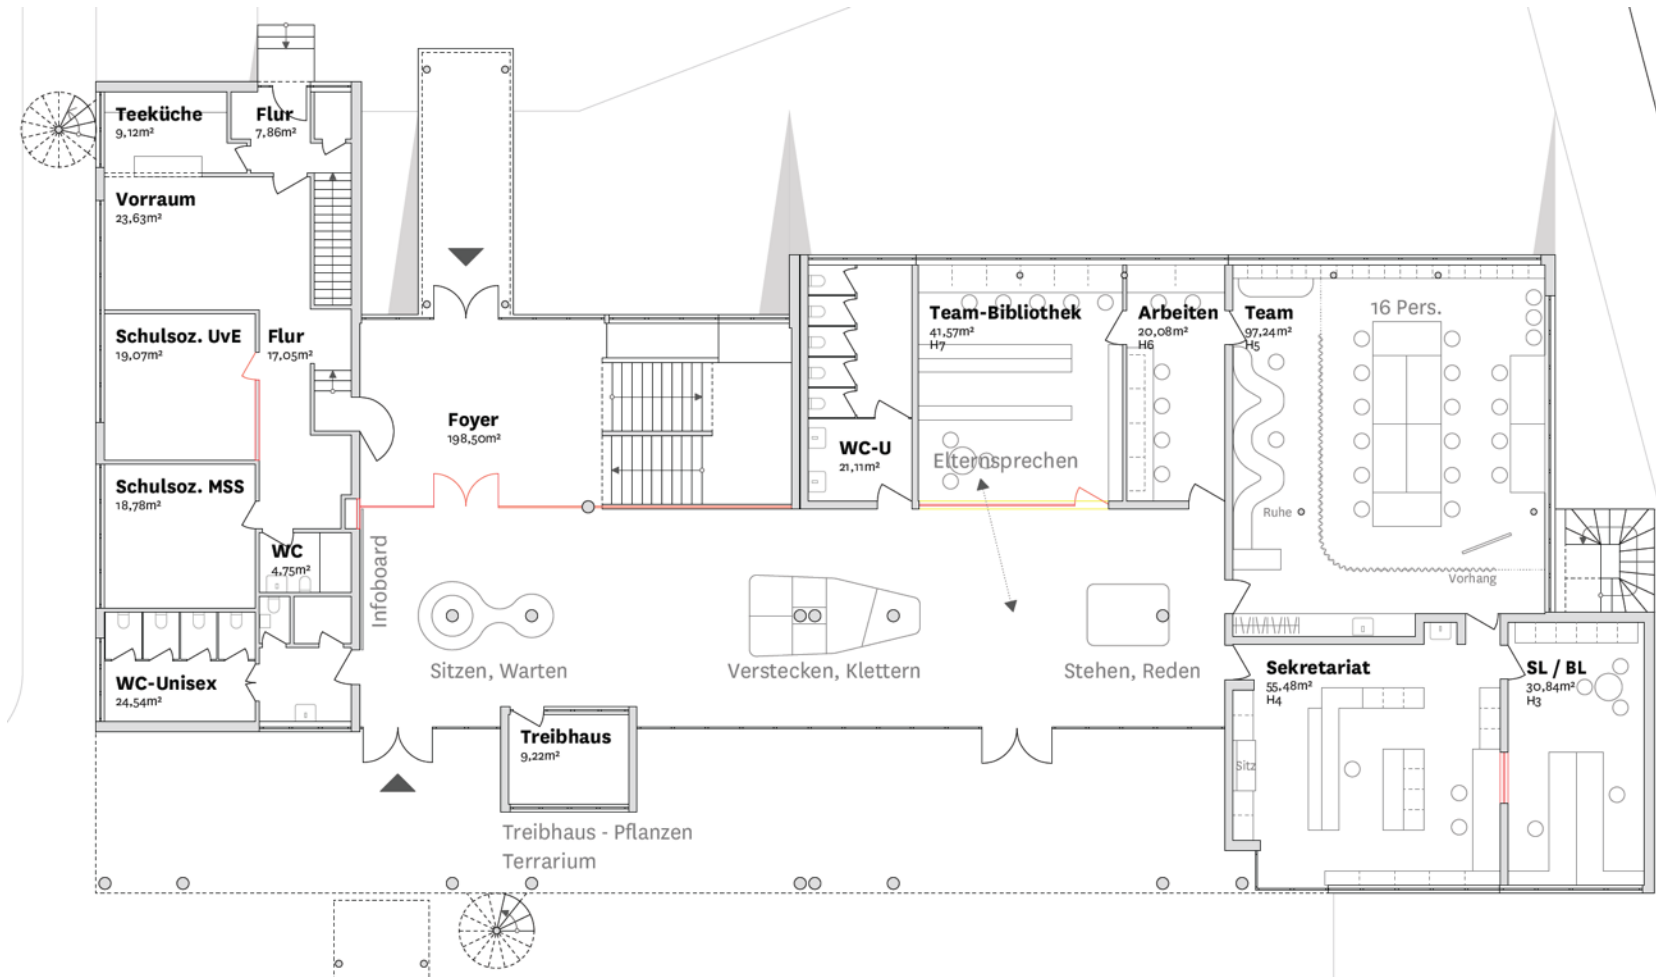 Teeküche
9,12m²
Flur
7,86m²
Vorraum
23,63m²
Schulsoz. UvE
19,07m²
Flur
17,05m²
Schulsoz. MSS
18,78m²
WC
4,75m²
WC-Unisex
24,54m²
Foyer
198,50m²
Infoboard
Sitzen, Warten
Verstecken, Klettern
Stehen, Reden
Treibhaus
9,22m²
Treibhaus - Pflanzen
Terrarium
WC-U
21,11m²
Team-Bibliothek
41,57m²
H7
Elternsprechen
Arbeiten
20,08m²
H6
Team
97,24m²
H5
16 Pers.
Ruhe
Vorhang
Sekretariat
55,48m²
H4
Sitz
SL / BL
30,84m²
H3